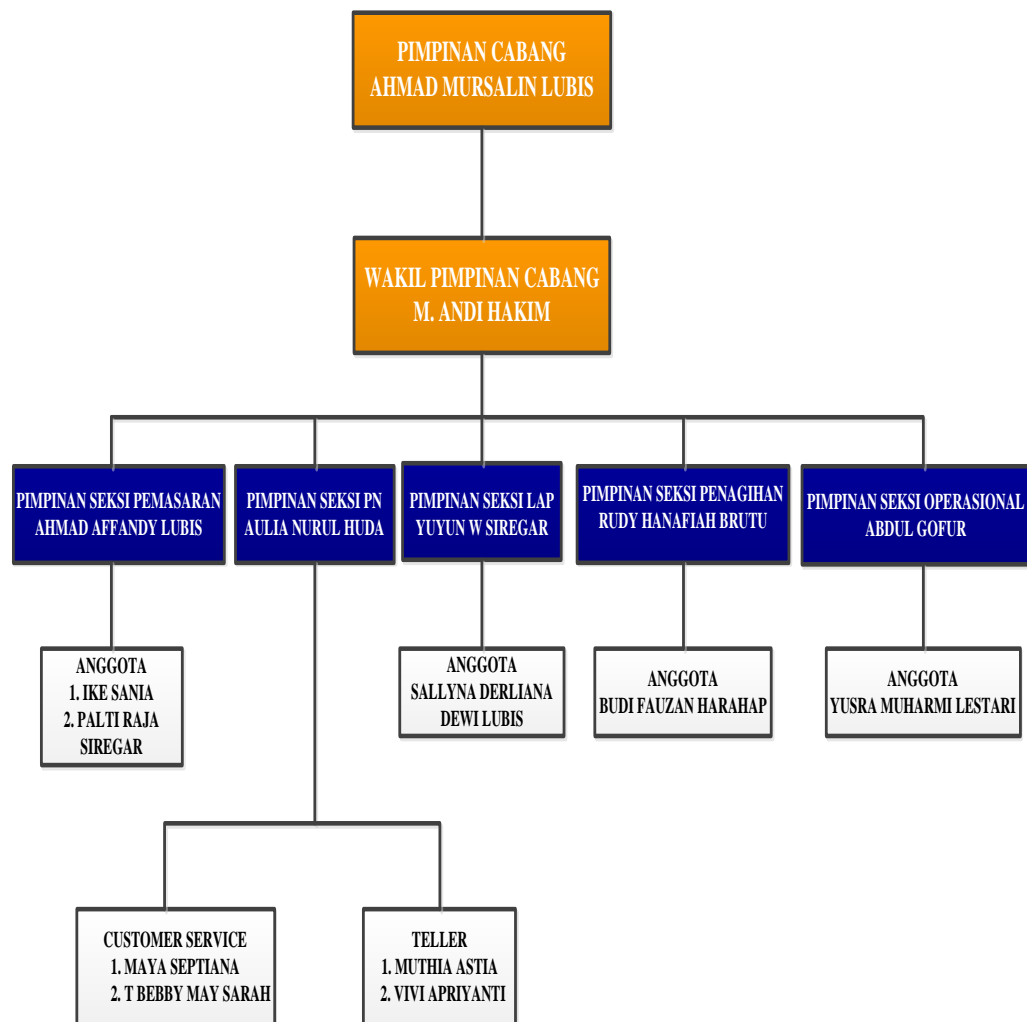 PIMPINAN CABANG
AHMAD MURSALIN LUBIS
WAKIL PIMPINAN CABANG
M. ANDI HAKIM
PIMPINAN SEKSI PEMASARAN
AHMAD AFFANDY LUBIS
PIMPINAN SEKSI PN
AULIA NURUL HUDA
PIMPINAN SEKSI LAP
YUYUN W SIREGAR
PIMPINAN SEKSI PENAGIHAN
RUDY HANAFIAH BRUTU
PIMPINAN SEKSI OPERASIONAL
ABDUL GOFUR
ANGGOTA
1. IKE SANIA
2. PALTI RAJA
SIREGAR
ANGGOTA
SALLYNA DERLIANA
DEWI LUBIS
ANGGOTA
BUDI FAUZAN HARAHAP
ANGGOTA
YUSRA MUHARMI LESTARI
CUSTOMER SERVICE
1. MAYA SEPTIANA
2. T BEBBY MAY SARAH
TELLER
1. MUTHIA ASTIA
2. VIVI APRIYANTI